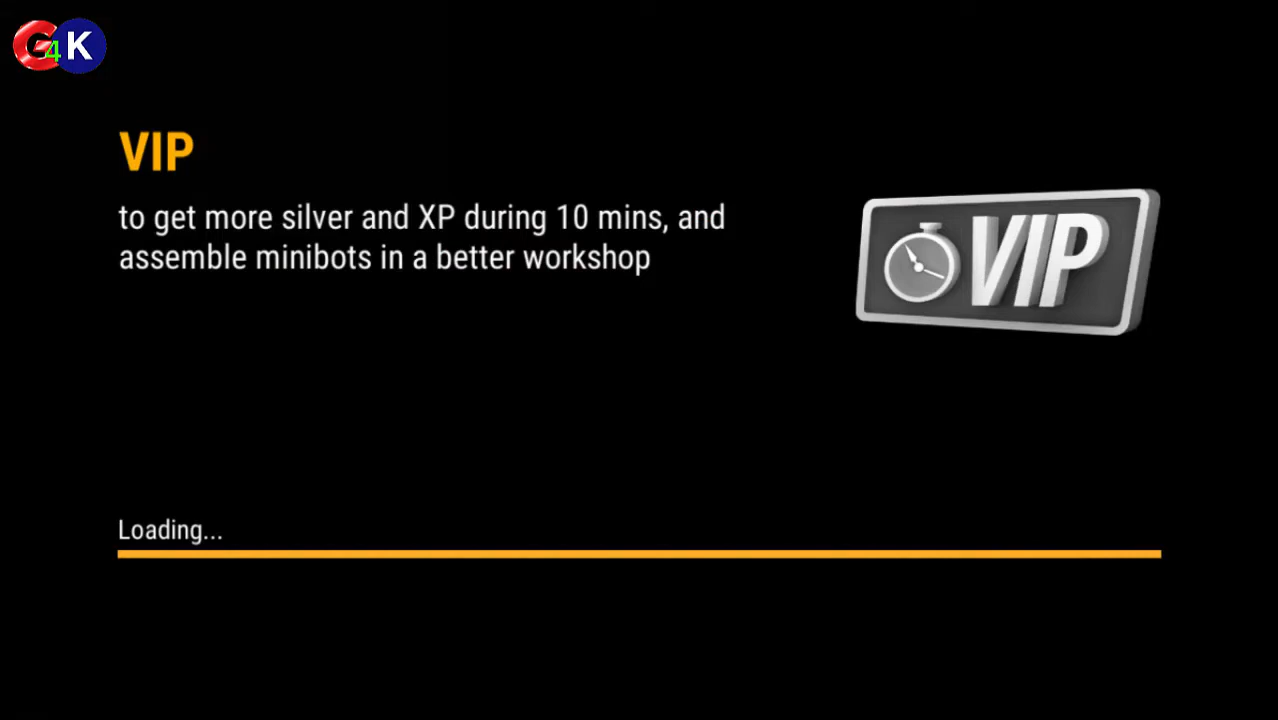 G4K
VIP
to get more silver and XP during 10 mins, and
assemble minibots in a better workshop
VIP
Loading...